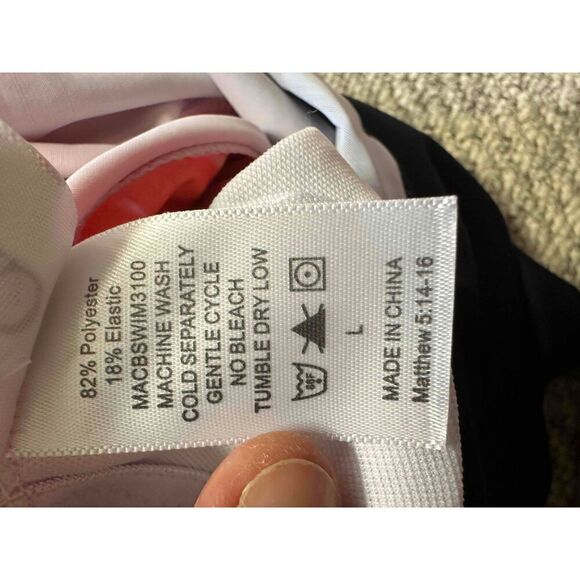 82% Polyester
18% Elastic
MACBSWIM3100
MACHINE WASH
COLD SEPARATELY
GENTLE CYCLE
NO BLEACH
TUMBLE DRY LOW
80F
L
MADE IN CHINA
Matthew 5:14-16